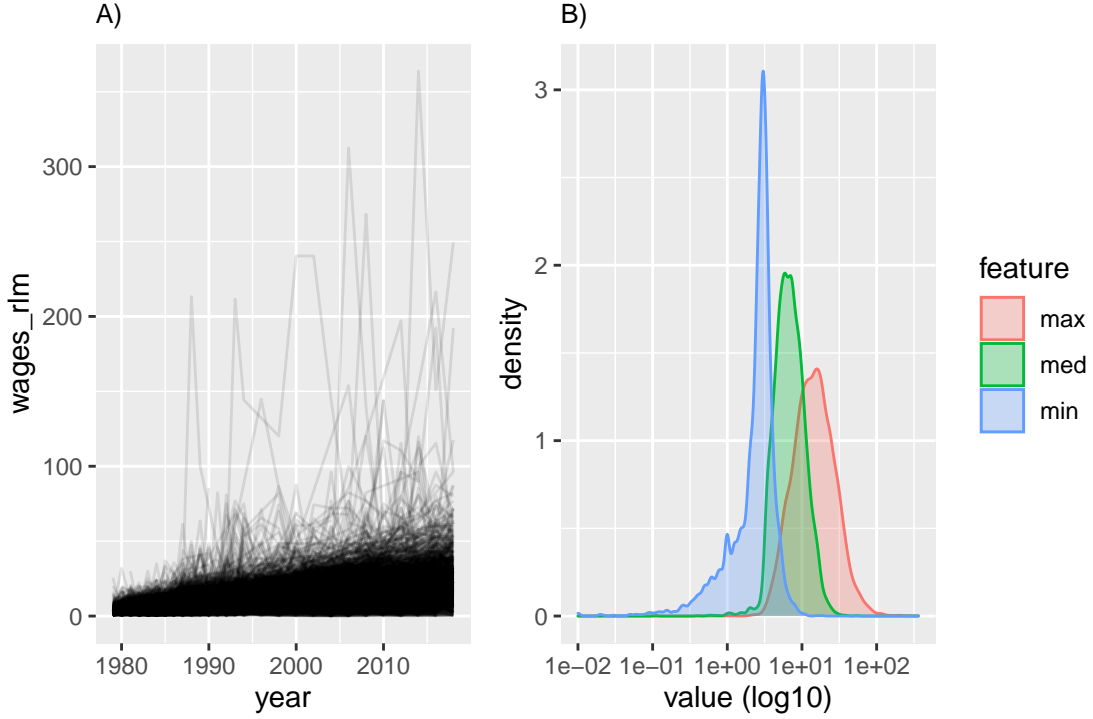 A)
wages_rlm
300
200
100
0
1980 1990 2000 2010
year
B)
density
3
2
1
0
1e−02 1e−01 1e+00 1e+01 1e+02
value (log10)
feature
max
med
min